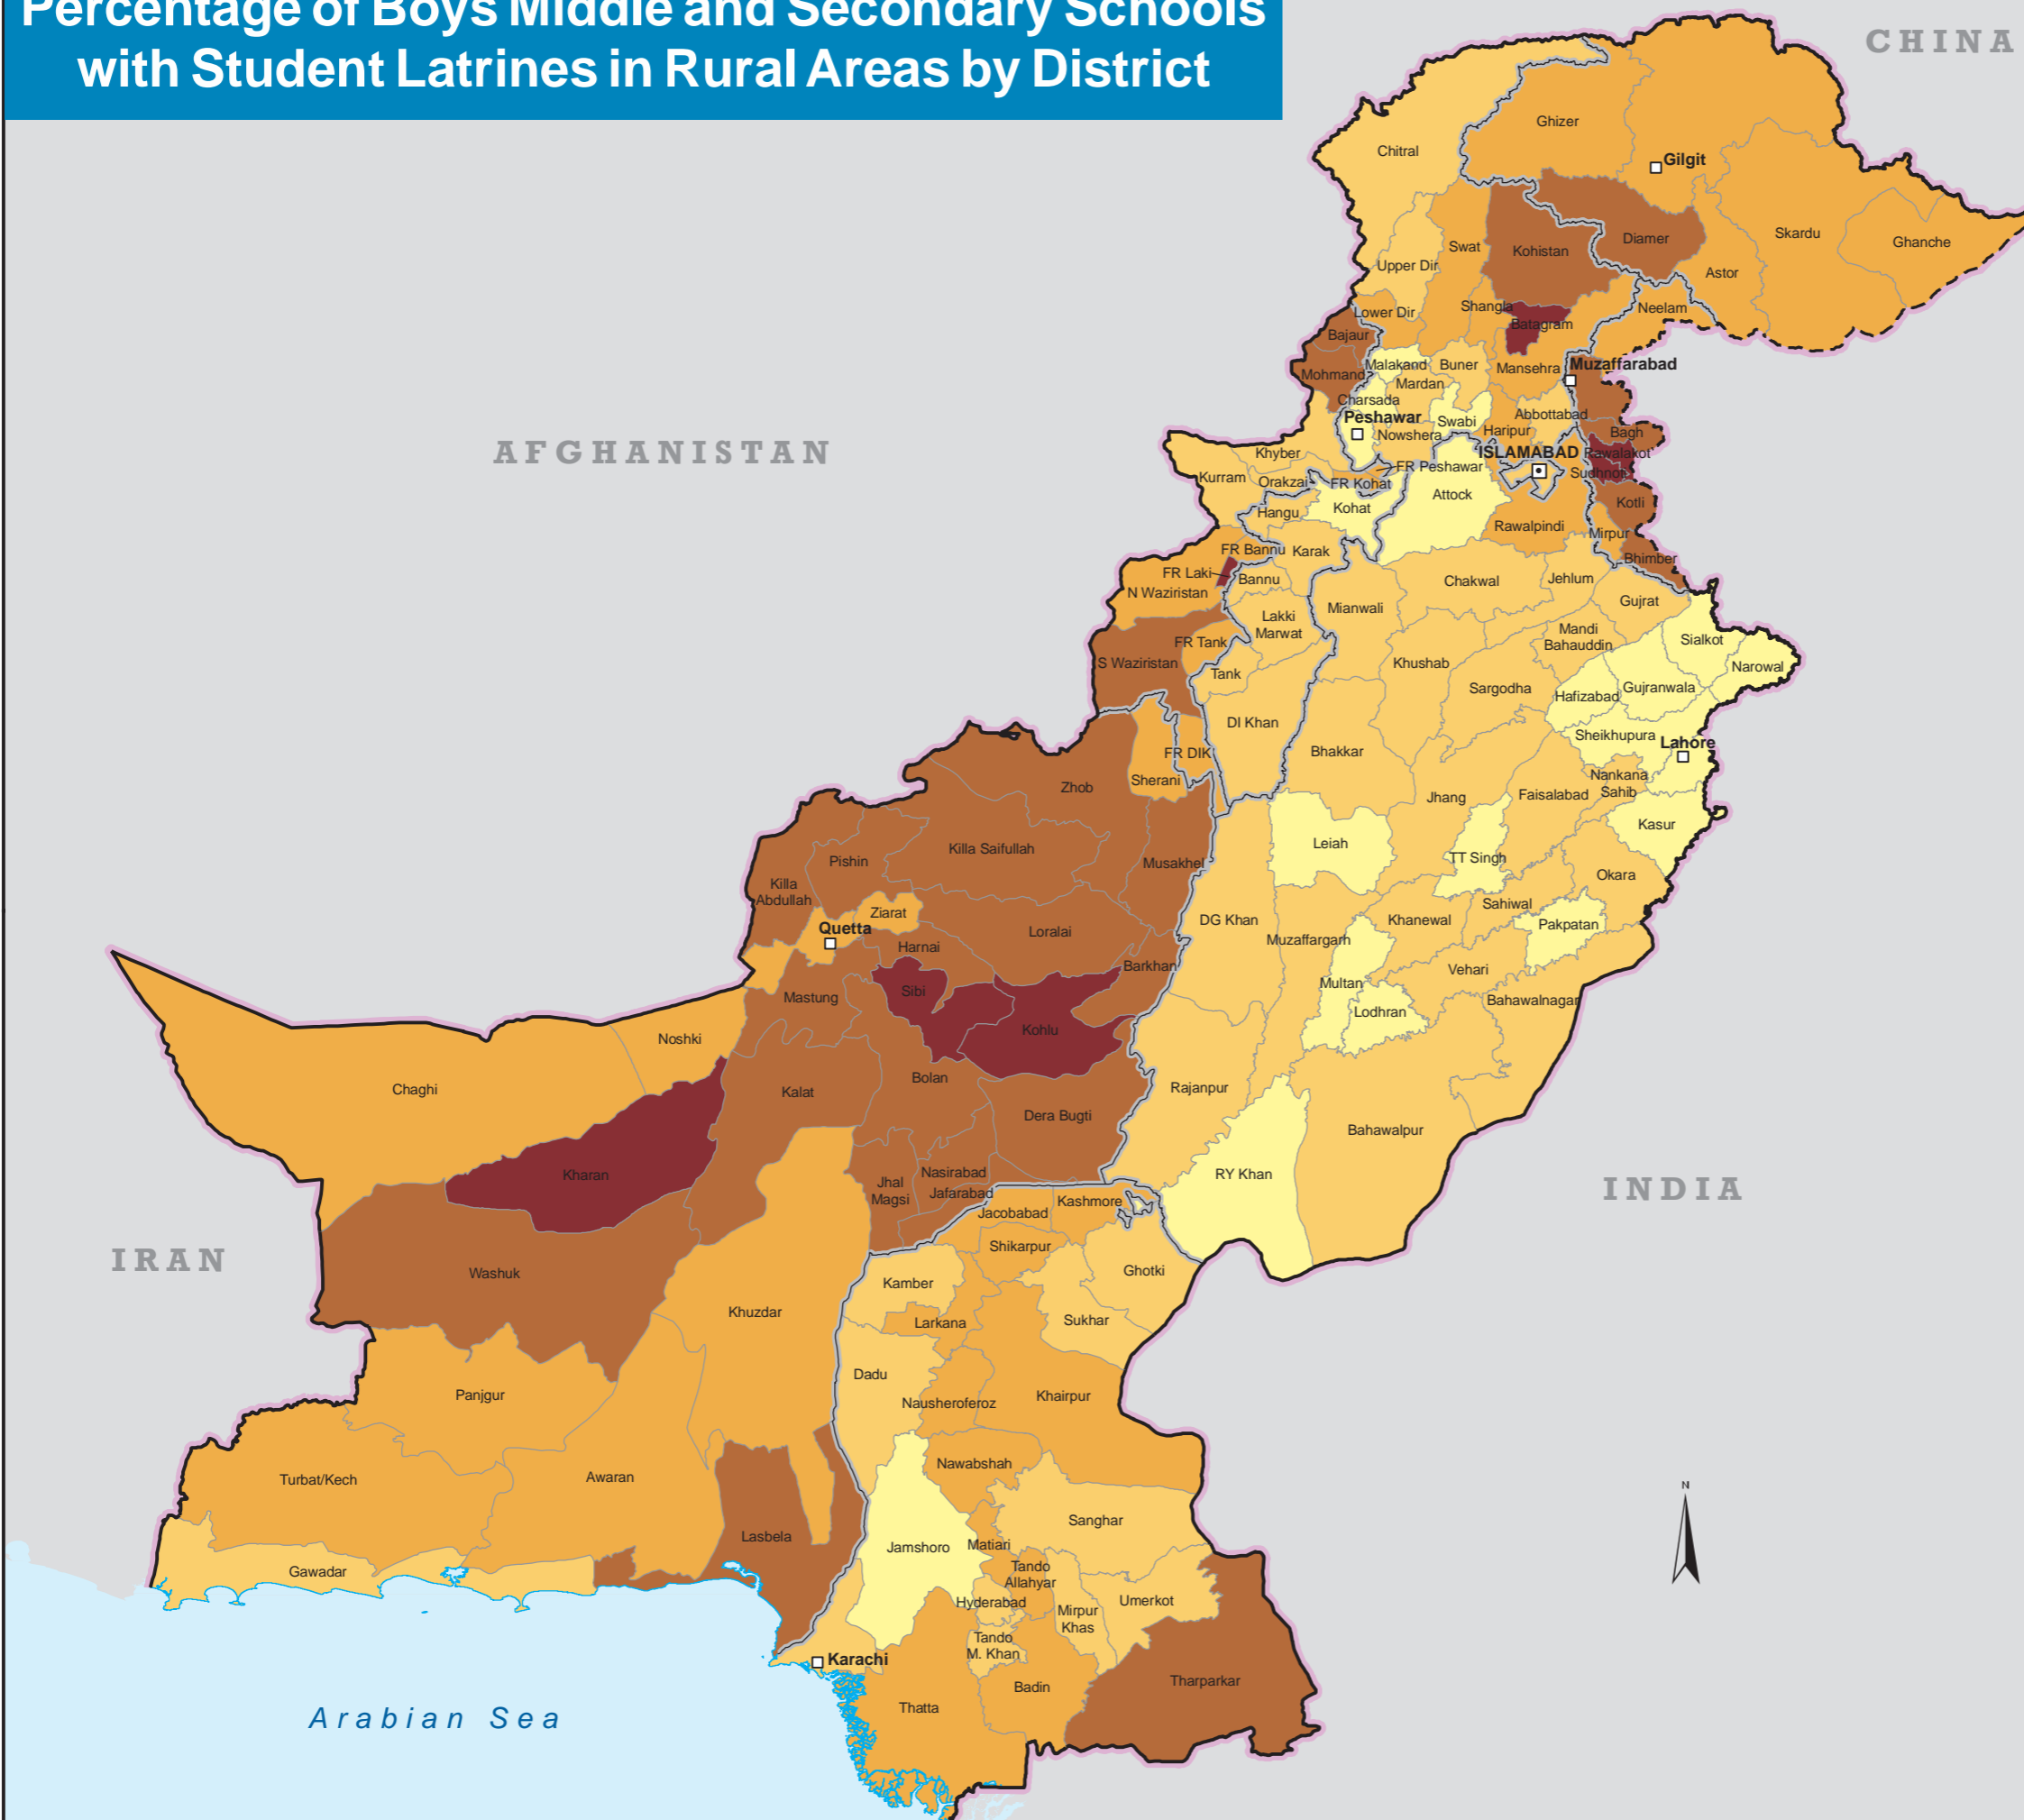 Percentage of Boys Middle and Secondary Schools
with Student Latrines in Rural Areas by District
CHINA
Ghizer
Chitral
Gilgit
Skardu
Diamer
Ghanche
Swat
Kohistan
Upper Dir
Astor
Shangla
Neelam
Lower Dir
Batagram
Bajaur
Malakand
Buner
Mansehra
Muzaffarabad
Mohmand
Mardan
Charsada
Abbottabad
Peshawar
Swabi
Haripur
Bagh
Nowshera
AFGHANISTAN
Khyber
ISLAMABAD
Rawalakot
FR Peshawar
Sudhnoti
Kurram
Orakzai
FR Kohat
Attock
Kotli
Hangu
Kohat
Rawalpindi
Mirpur
FR Bannu
Karak
Bhimber
FR Laki
Bannu
Chakwal
Jehlum
N Waziristan
Mianwali
Gujrat
Lakki
Marwat
Mandi
Bahauddin
FR Tank
Sialkot
S Waziristan
Khushab
Narowal
Tank
Sargodha
Gujranwala
Hafizabad
DI Khan
Sheikhupura
Lahore
Bhakkar
FR DIK
Sherani
Zhob
Nankana
Sahib
Jhang
Faisalabad
Kasur
Leiah
Killa Saifullah
TT Singh
Pishin
Musakhel
Okara
Killa
Abdullah
Ziarat
Sahiwal
DG Khan
Khanewal
Pakpatan
Quetta
Loralai
Muzaffargarh
Harnai
Barkhan
Vehari
Multan
Sibi
Mastung
Bahawalnagar
Lodhran
Kohlu
Noshki
Bolan
Chaghi
Kalat
Rajanpur
Dera Bugti
Bahawalpur
Kharan
Nasirabad
RY Khan
Jhal
Magsi
Jafarabad
INDIA
Kashmore
Jacobabad
IRAN
Shikarpur
Washuk
Kamber
Ghotki
Khuzdar
Larkana
Sukhar
Dadu
Panjgur
Khairpur
Nausheroferoz
Nawabshah
Turbat/Kech
Awaran
N
Sanghar
Lasbela
Jamshoro
Matiari
Gawadar
Tando
Allahyar
Hyderabad
Umerkot
Mirpur
Khas
Tando
M. Khan
Karachi
Tharparkar
Badin
Thatta
Arabian Sea